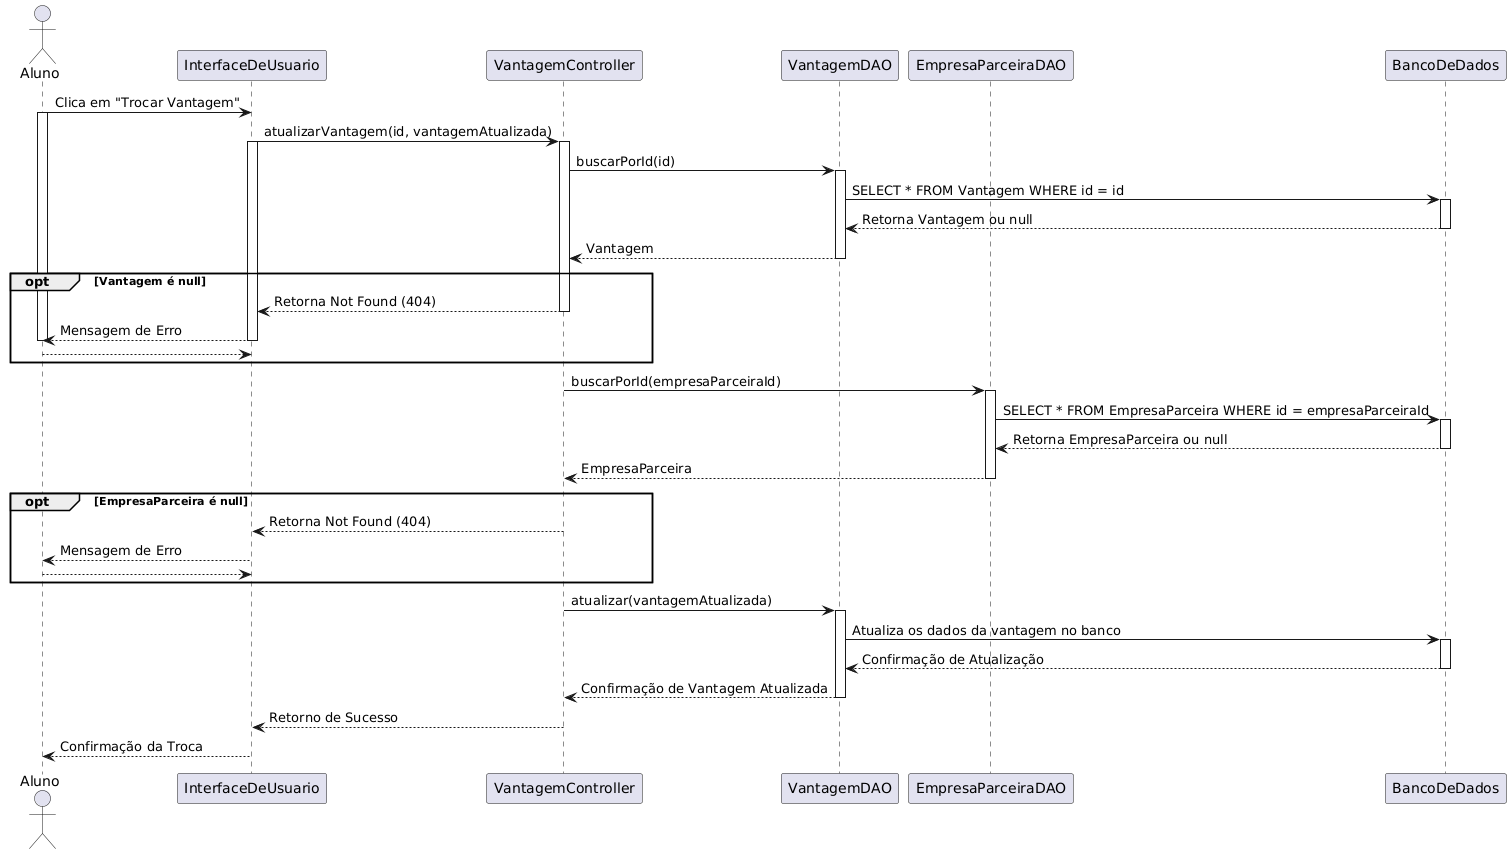 Aluno
InterfaceDeUsuario
VantagemController
VantagemDAO
EmpresaParceiraDAO
BancoDeDados
Clica em "Trocar Vantagem"
atualizarVantagem(id, vantagemAtualizada)
buscarPorId(id)
SELECT * FROM Vantagem WHERE id = id
Retorna Vantagem ou null
Vantagem
opt [Vantagem é null]
Retorna Not Found (404)
Mensagem de Erro
buscarPorId(empresaParceiraId)
SELECT * FROM EmpresaParceira WHERE id = empresaParceiraId
Retorna EmpresaParceira ou null
EmpresaParceira
opt [EmpresaParceira é null]
Retorna Not Found (404)
Mensagem de Erro
atualizar(vantagemAtualizada)
Atualiza os dados da vantagem no banco
Confirmação de Atualização
Confirmação de Vantagem Atualizada
Retorno de Sucesso
Confirmação da Troca
Aluno
InterfaceDeUsuario
VantagemController
VantagemDAO
EmpresaParceiraDAO
BancoDeDados